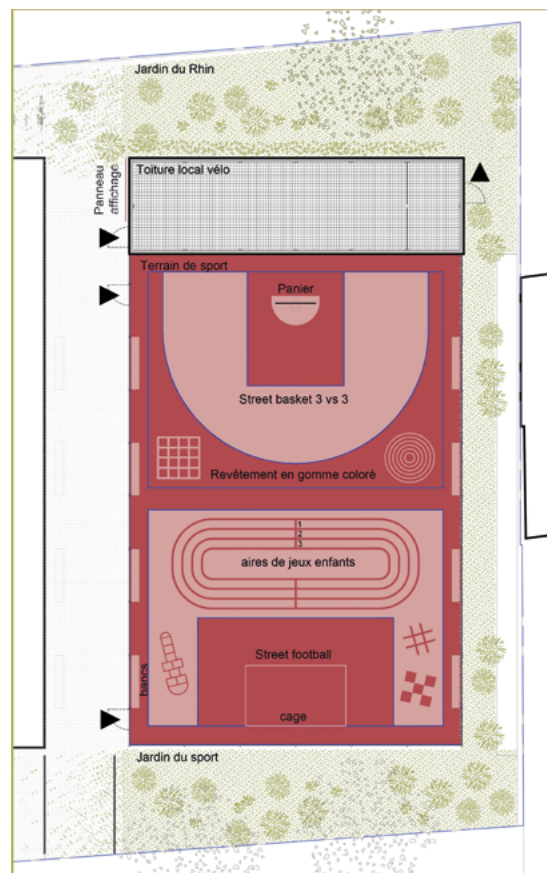 Jardin du Rhin
Panneau
affichage
Toiture local vélo
Terrain de sport
Panier
Street basket 3 vs 3
Revêtement en gomme coloré
1
2
3
aires de jeux enfants
Street football
bancs
cage
Jardin du sport